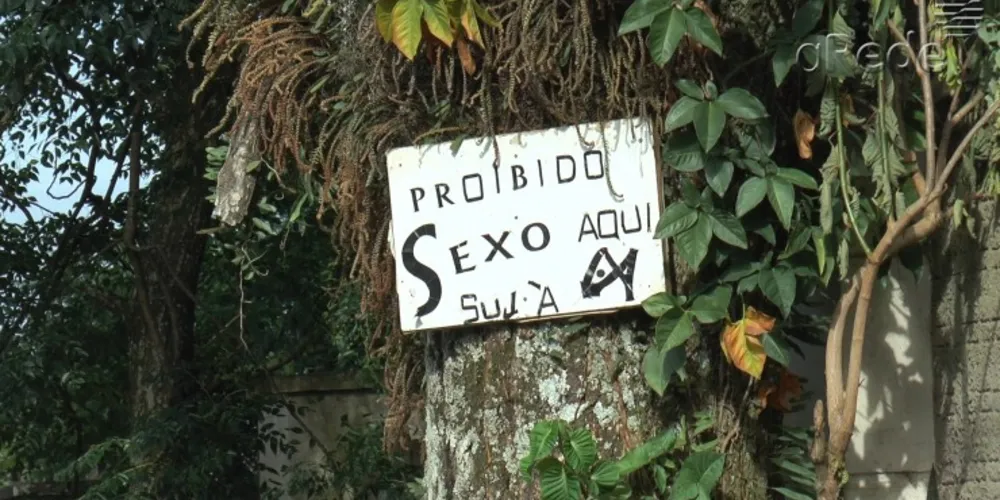 aRede
PROIBIDO
SEXO AQUI
SUJ. À